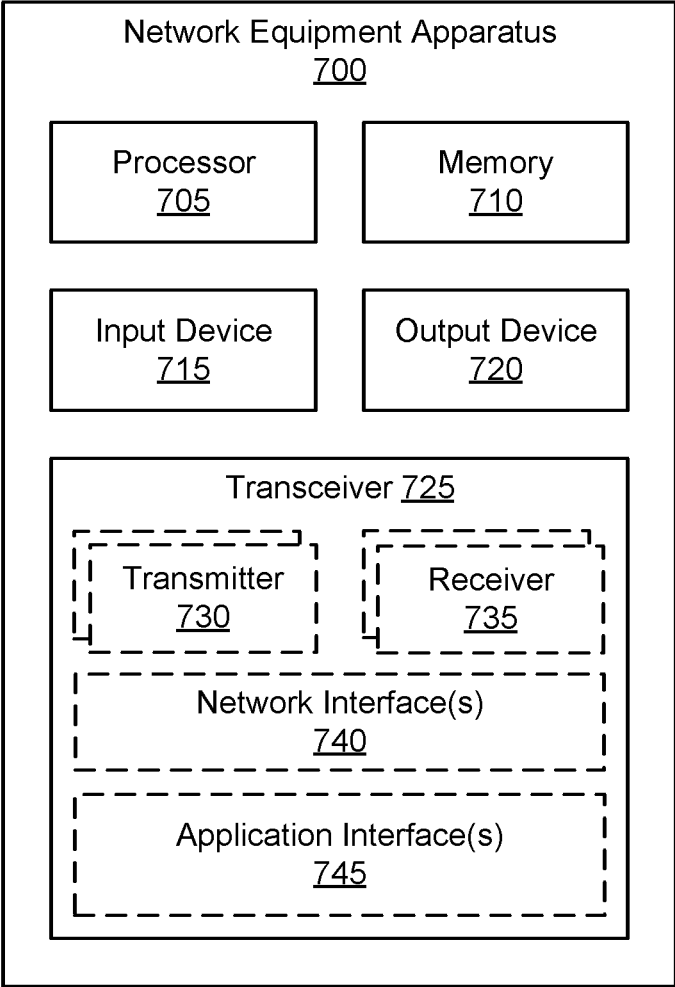 Network Equipment Apparatus
700
Processor
705
Memory
710
Input Device
715
Output Device
720
Transceiver 725
Transmitter
730
Receiver
735
Network Interface(s)
740
Application Interface(s)
745